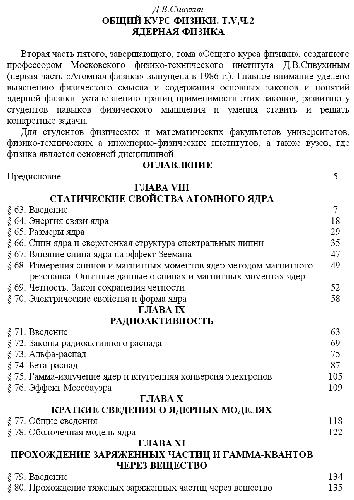 Д.В.Сивухин
ОБЩИЙ КУРС ФИЗИКИ. Т.V,Ч.2
ЯДЕРНАЯ ФИЗИКА
Вторая часть пятого, завершающего, тома «Общего курса физики», созданного
профессором Московского физико-технического института Д.В.Сивухиным
(первая часть «Атомная физика» выпущена в 1986 г.). Главное внимание уделено
выяснению физического смысла и содержания основных законов и понятий
ядерной физики, установлению границ применимости этих законов, развитию у
студентов навыков физического мышления и умения ставить и решать
конкретные задачи.
Для студентов физических и математических факультетов университетов,
физико-технических и инженерно-физических институтов, а также вузов, где
физика является основной дисциплиной.
ОГЛАВЛЕНИЕ
Предисловие 5
ГЛАВА VIII
СТАТИЧЕСКИЕ СВОЙСТВА АТОМНОГО ЯДРА
§ 63. Введение 7
§ 64. Энергия связи ядра 18
§ 65. Размеры ядра 29
§ 66. Спин ядра и сверхтонкая структура спектральных линий 35
§ 67. Влияние спина ядра на эффект Зеемана 47
§ 68. Измерения спинов и магнитных моментов ядер методом магнитного 49
резонанса. Опытные данные о спинах и магнитных моментах ядер
§ 69. Четность. Закон сохранения четности 52
§ 70. Электрические свойства и форма ядра 58
ГЛАВА IX
РАДИОАКТИВНОСТЬ
§ 71. Введение 63
§ 72. Законы радиоактивного распада 69
§ 73. Альфа-распад 75
§ 74. Бета-распад 87
§ 75. Гамма-излучение ядер и внутренняя конверсия электронов 105
§ 76. Эффект Мессбауэра 109
ГЛАВА X
КРАТКИЕ СВЕДЕНИЯ О ЯДЕРНЫХ МОДЕЛЯХ
§ 77. Общие сведения 118
§ 78. Оболочечная модель ядра 122
ГЛАВА XI
ПРОХОЖДЕНИЕ ЗАРЯЖЕННЫХ ЧАСТИЦ И ГАММА-КВАНТОВ
ЧЕРЕЗ ВЕЩЕСТВО
§ 79. Введение 134
§ 80. Прохождение тяжелых заряженных частиц через вещество 135